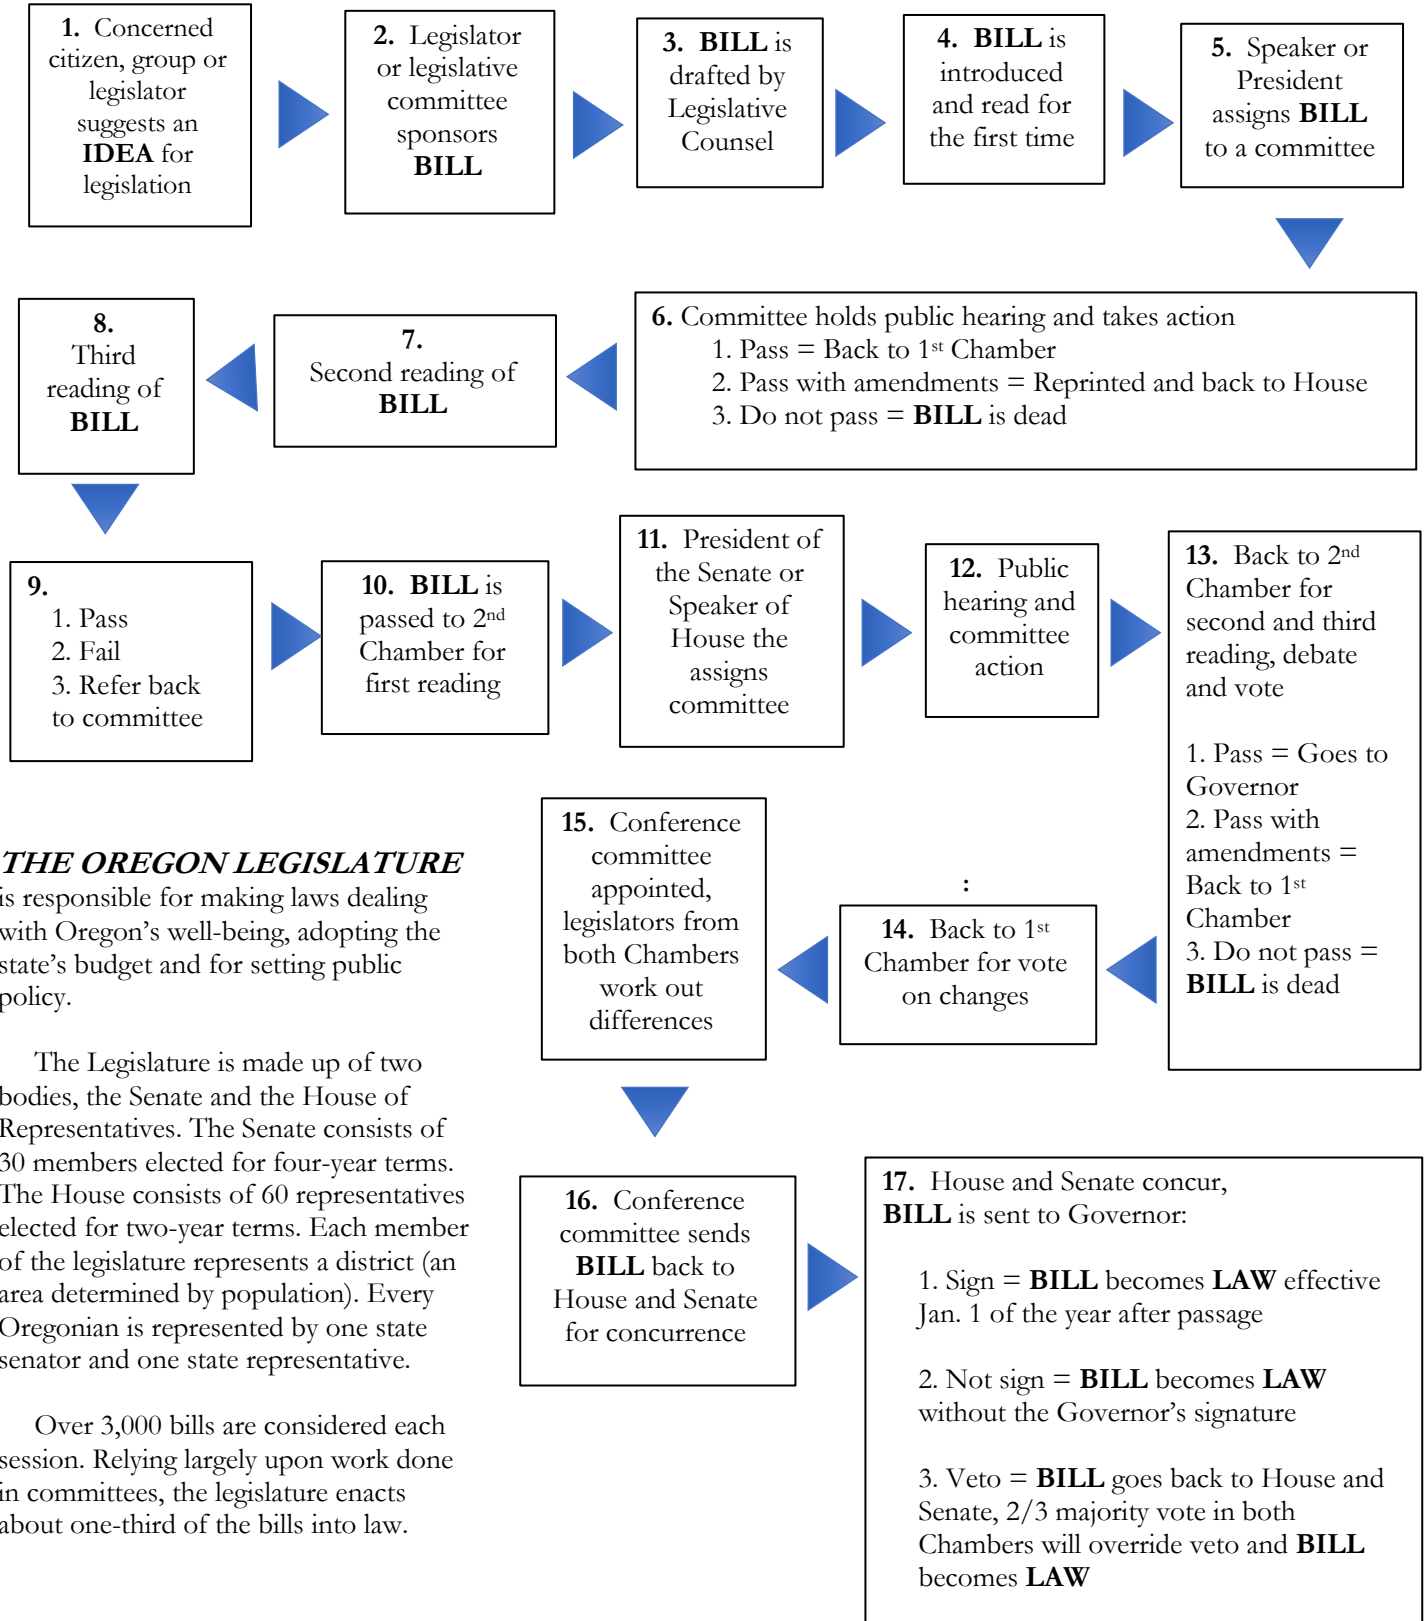 1. Concerned
citizen, group or
legislator
suggests an
IDEA for
legislation
2. Legislator
or legislative
committee
sponsors
BILL
3. BILL is
drafted by
Legislative
Counsel
4. BILL is
introduced
and read for
the first time
5. Speaker or
President
assigns BILL
to a committee
6. Committee holds public hearing and takes action
1. Pass = Back to 1st Chamber
2. Pass with amendments = Reprinted and back to House
3. Do not pass = BILL is dead
7.
Second reading of
BILL
8.
Third
reading of
BILL
9.
1. Pass
2. Fail
3. Refer back
to committee
10. BILL is
passed to 2nd
Chamber for
first reading
11. President of
the Senate or
Speaker of
House the
assigns
committee
12. Public
hearing and
committee
action
13. Back to 2nd
Chamber for
second and third
reading, debate
and vote
1. Pass = Goes to
Governor
2. Pass with
amendments =
Back to 1st
Chamber
3. Do not pass =
BILL is dead
:
14. Back to 1st
Chamber for vote
on changes
15. Conference
committee
appointed,
legislators from
both Chambers
work out
differences
16. Conference
committee sends
BILL back to
House and Senate
for concurrence
17. House and Senate concur,
BILL is sent to Governor:
1. Sign = BILL becomes LAW effective
Jan. 1 of the year after passage
2. Not sign = BILL becomes LAW
without the Governor's signature
3. Veto = BILL goes back to House and
Senate, 2/3 majority vote in both
Chambers will override veto and BILL
becomes LAW
THE OREGON LEGISLATURE
is responsible for making laws dealing
with Oregon's well-being, adopting the
state's budget and for setting public
policy.
The Legislature is made up of two
bodies, the Senate and the House of
Representatives. The Senate consists of
30 members elected for four-year terms.
The House consists of 60 representatives
elected for two-year terms. Each member
of the legislature represents a district (an
area determined by population). Every
Oregonian is represented by one state
senator and one state representative.
Over 3,000 bills are considered each
session. Relying largely upon work done
in committees, the legislature enacts
about one-third of the bills into law.